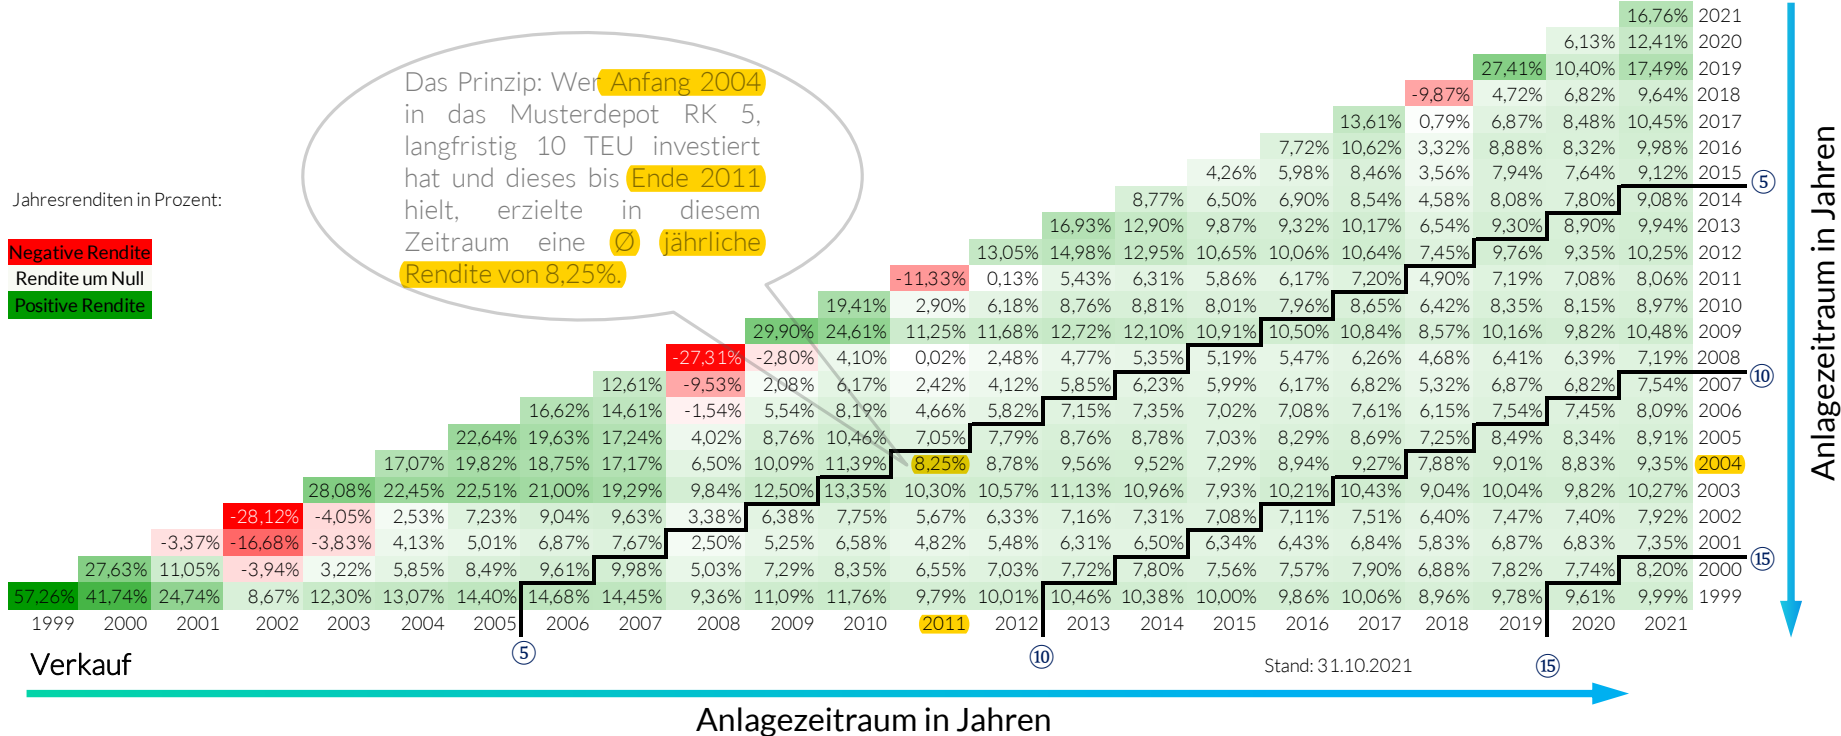 16,76% 2021
6,13% 12,41% 2020
27,41% 10,40% 17,49% 2019
-9,87% 4,72% 6,82% 9,64% 2018
13,61% 0,79% 6,87% 8,48% 10,45% 2017
7,72% 10,62% 3,32% 8,88% 8,32% 9,98% 2016
4,26% 5,98% 8,46% 3,56% 7,94% 7,64% 9,12% 2015
8,77% 6,50% 6,90% 8,54% 4,58% 8,08% 7,80% 9,08% 2014
16,93% 12,90% 9,87% 9,32% 10,17% 6,54% 9,30% 8,90% 9,94% 2013
13,05% 14,98% 12,95% 10,65% 10,06% 10,64% 7,45% 9,76% 9,35% 10,25% 2012
-11,33% 0,13% 5,43% 6,31% 5,86% 6,17% 7,20% 4,90% 7,19% 7,08% 8,06% 2011
19,41% 2,90% 6,18% 8,76% 8,81% 8,01% 7,96% 8,65% 6,42% 8,35% 8,15% 8,97% 2010
29,90% 24,61% 11,25% 11,68% 12,72% 12,10% 10,91% 10,50% 10,84% 8,57% 10,16% 9,82% 10,48% 2009
-27,31% -2,80% 4,10% 0,02% 2,48% 4,77% 5,35% 5,19% 5,47% 6,26% 4,68% 6,41% 6,39% 7,19% 2008
12,61% -9,53% 2,08% 6,17% 2,42% 4,12% 5,85% 6,23% 5,99% 6,17% 6,82% 5,32% 6,87% 6,82% 7,54% 2007
16,62% 14,61% -1,54% 5,54% 8,19% 4,66% 5,82% 7,15% 7,35% 7,02% 7,08% 7,61% 6,15% 7,54% 7,45% 8,09% 2006
22,64% 19,63% 17,24% 4,02% 8,76% 10,46% 7,05% 7,79% 8,76% 8,78% 7,03% 8,29% 8,69% 7,25% 8,49% 8,34% 8,91% 2005
17,07% 19,82% 18,75% 17,17% 6,50% 10,09% 11,39% 8,25% 8,78% 9,56% 9,52% 7,29% 8,94% 9,27% 7,88% 9,01% 8,83% 9,35% 2004
28,08% 22,45% 22,51% 21,00% 19,29% 9,84% 12,50% 13,35% 10,30% 10,57% 11,13% 10,96% 7,93% 10,21% 10,43% 9,04% 10,04% 9,82% 10,27% 2003
-28,12% -4,05% 2,53% 7,23% 9,04% 9,63% 3,38% 6,38% 7,75% 5,67% 6,33% 7,16% 7,31% 7,08% 7,11% 7,51% 6,40% 7,47% 7,40% 7,92% 2002
-3,37% -16,68% -3,83% 4,13% 5,01% 6,87% 7,67% 2,50% 5,25% 6,58% 4,82% 5,48% 6,31% 6,50% 6,34% 6,43% 6,84% 5,83% 6,87% 6,83% 7,35% 2001
27,63% 11,05% -3,94% 3,22% 5,85% 8,49% 9,61% 9,98% 5,03% 7,29% 8,35% 6,55% 7,03% 7,72% 7,80% 7,56% 7,57% 7,90% 6,88% 7,82% 7,74% 8,20% 2000
57,26% 41,74% 24,74% 8,67% 12,30% 13,07% 14,40% 14,68% 14,45% 9,36% 11,09% 11,76% 9,79% 10,01% 10,46% 10,38% 10,00% 9,86% 10,06% 8,96% 9,78% 9,61% 9,99% 1999
1999 2000 2001 2002 2003 2004 2005 2006 2007 2008 2009 2010 2011 2012 2013 2014 2015 2016 2017 2018 2019 2020 2021
Das Prinzip: Wer Anfang 2004
in das Musterdepot RK 5,
langfristig 10 TEU investiert
hat und dieses bis Ende 2011
hielt, erzielte in diesem
Zeitraum eine Ø jährliche
Rendite von 8,25%.
Jahresrenditen in Prozent:
Negative Rendite
Rendite um Null
Positive Rendite
5
10
15
Anlagezeitraum in Jahren
5
10
15
Verkauf
Stand: 31.10.2021
Anlagezeitraum in Jahren